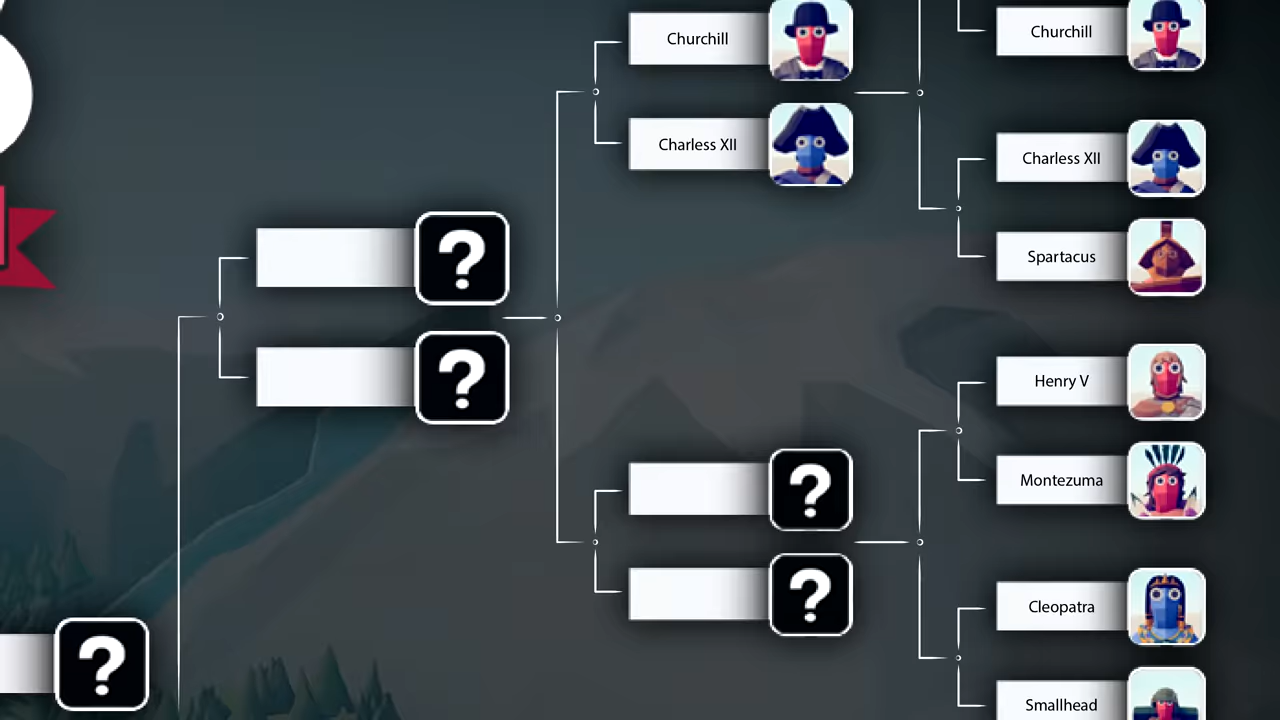 Churchill
Charless XII
?
?
?
?
?
Churchill
Charless XII
Spartacus
Henry V
Montezuma
Cleopatra
Smallhead